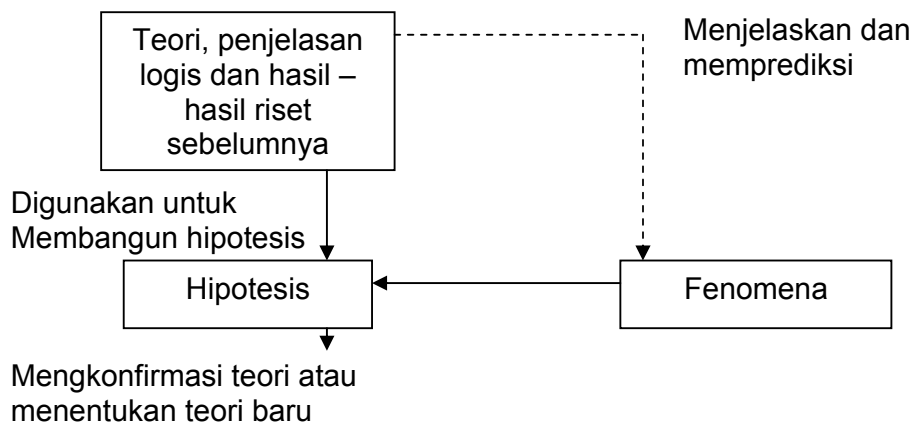 Teori, penjelasan
logis dan hasil –
hasil riset
sebelumnya
Menjelaskan dan
memprediksi
Digunakan untuk
Membangun hipotesis
Hipotesis
Fenomena
Mengkonfirmasi teori atau
menentukan teori baru